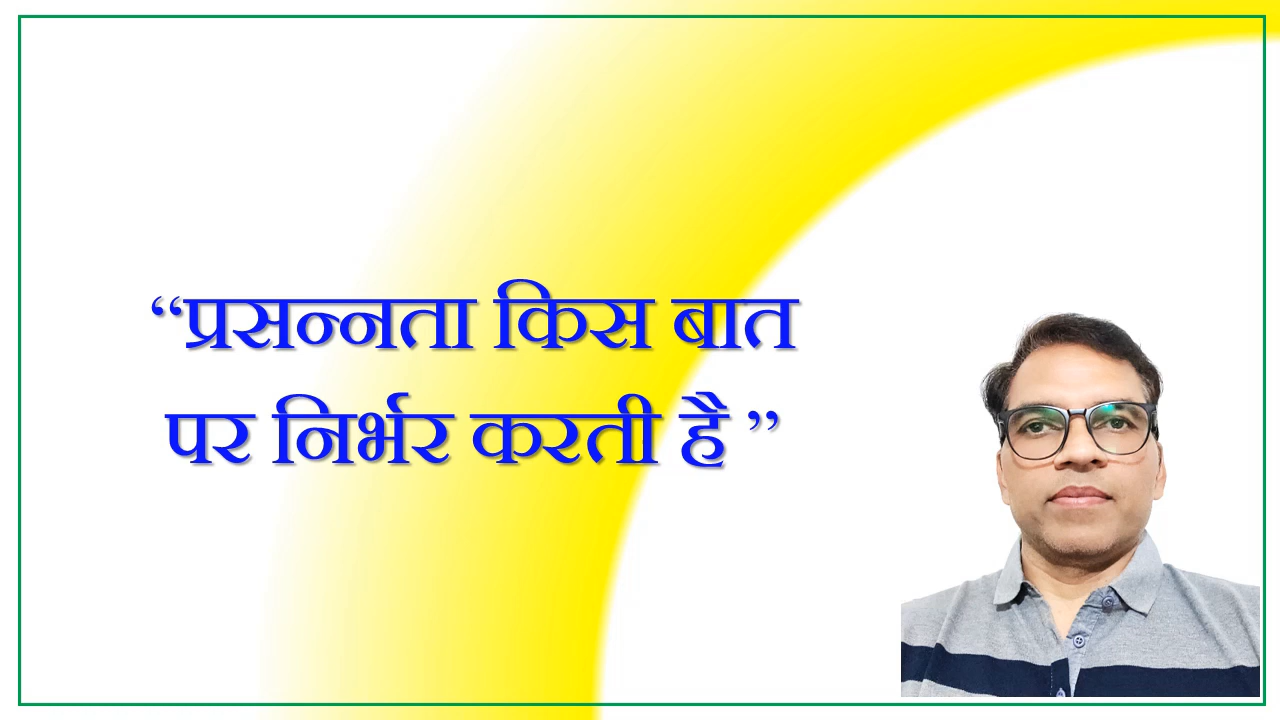 “प्रसन्नता किस बात
पर निर्भर करती है ”